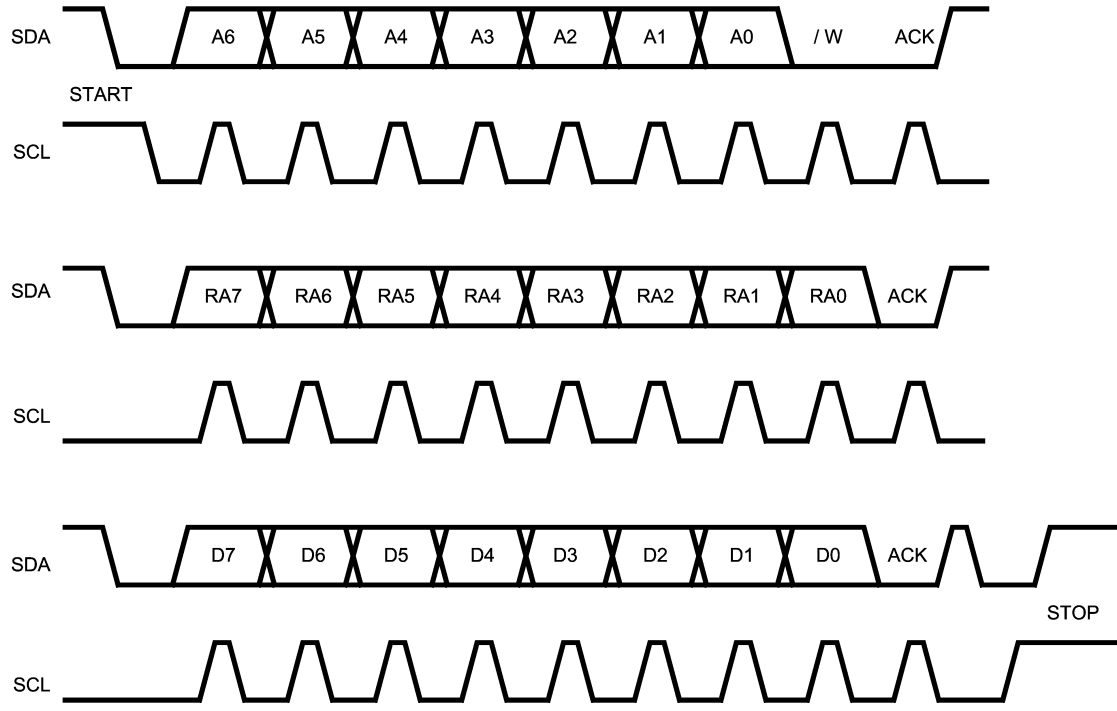 SDA A6 A5 A4 A3 A2 A1 A0 / W ACK
START
SCL
SDA RA7 RA6 RA5 RA4 RA3 RA2 RA1 RA0 ACK
SCL
SDA D7 D6 D5 D4 D3 D2 D1 D0 ACK
STOP
SCL